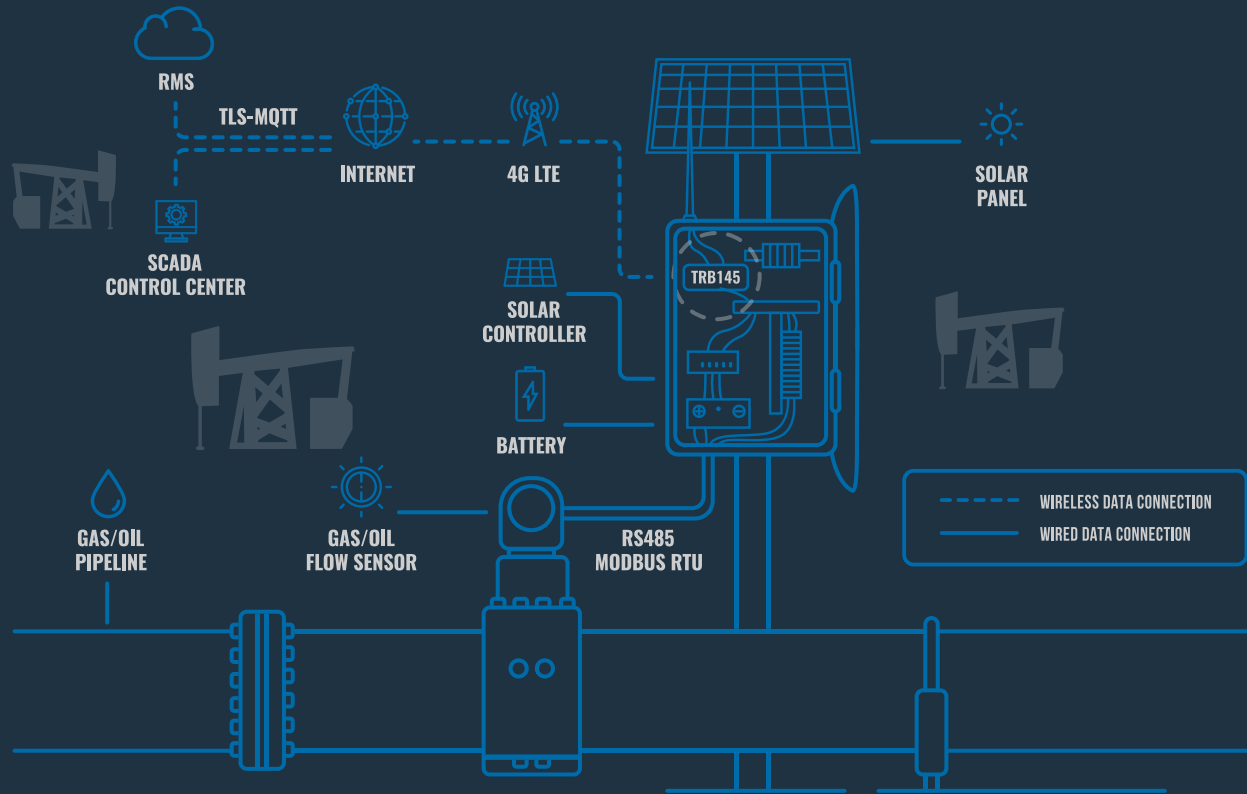 RMS
TLS-MQTT
INTERNET
4G LTE
SOLAR
PANEL
SCADA
CONTROL CENTER
TRB145
SOLAR
CONTROLLER
BATTERY
GAS/OIL
PIPELINE
GAS/OIL
FLOW SENSOR
RS485
MODBUS RTU
WIRELESS DATA CONNECTION
WIRED DATA CONNECTION